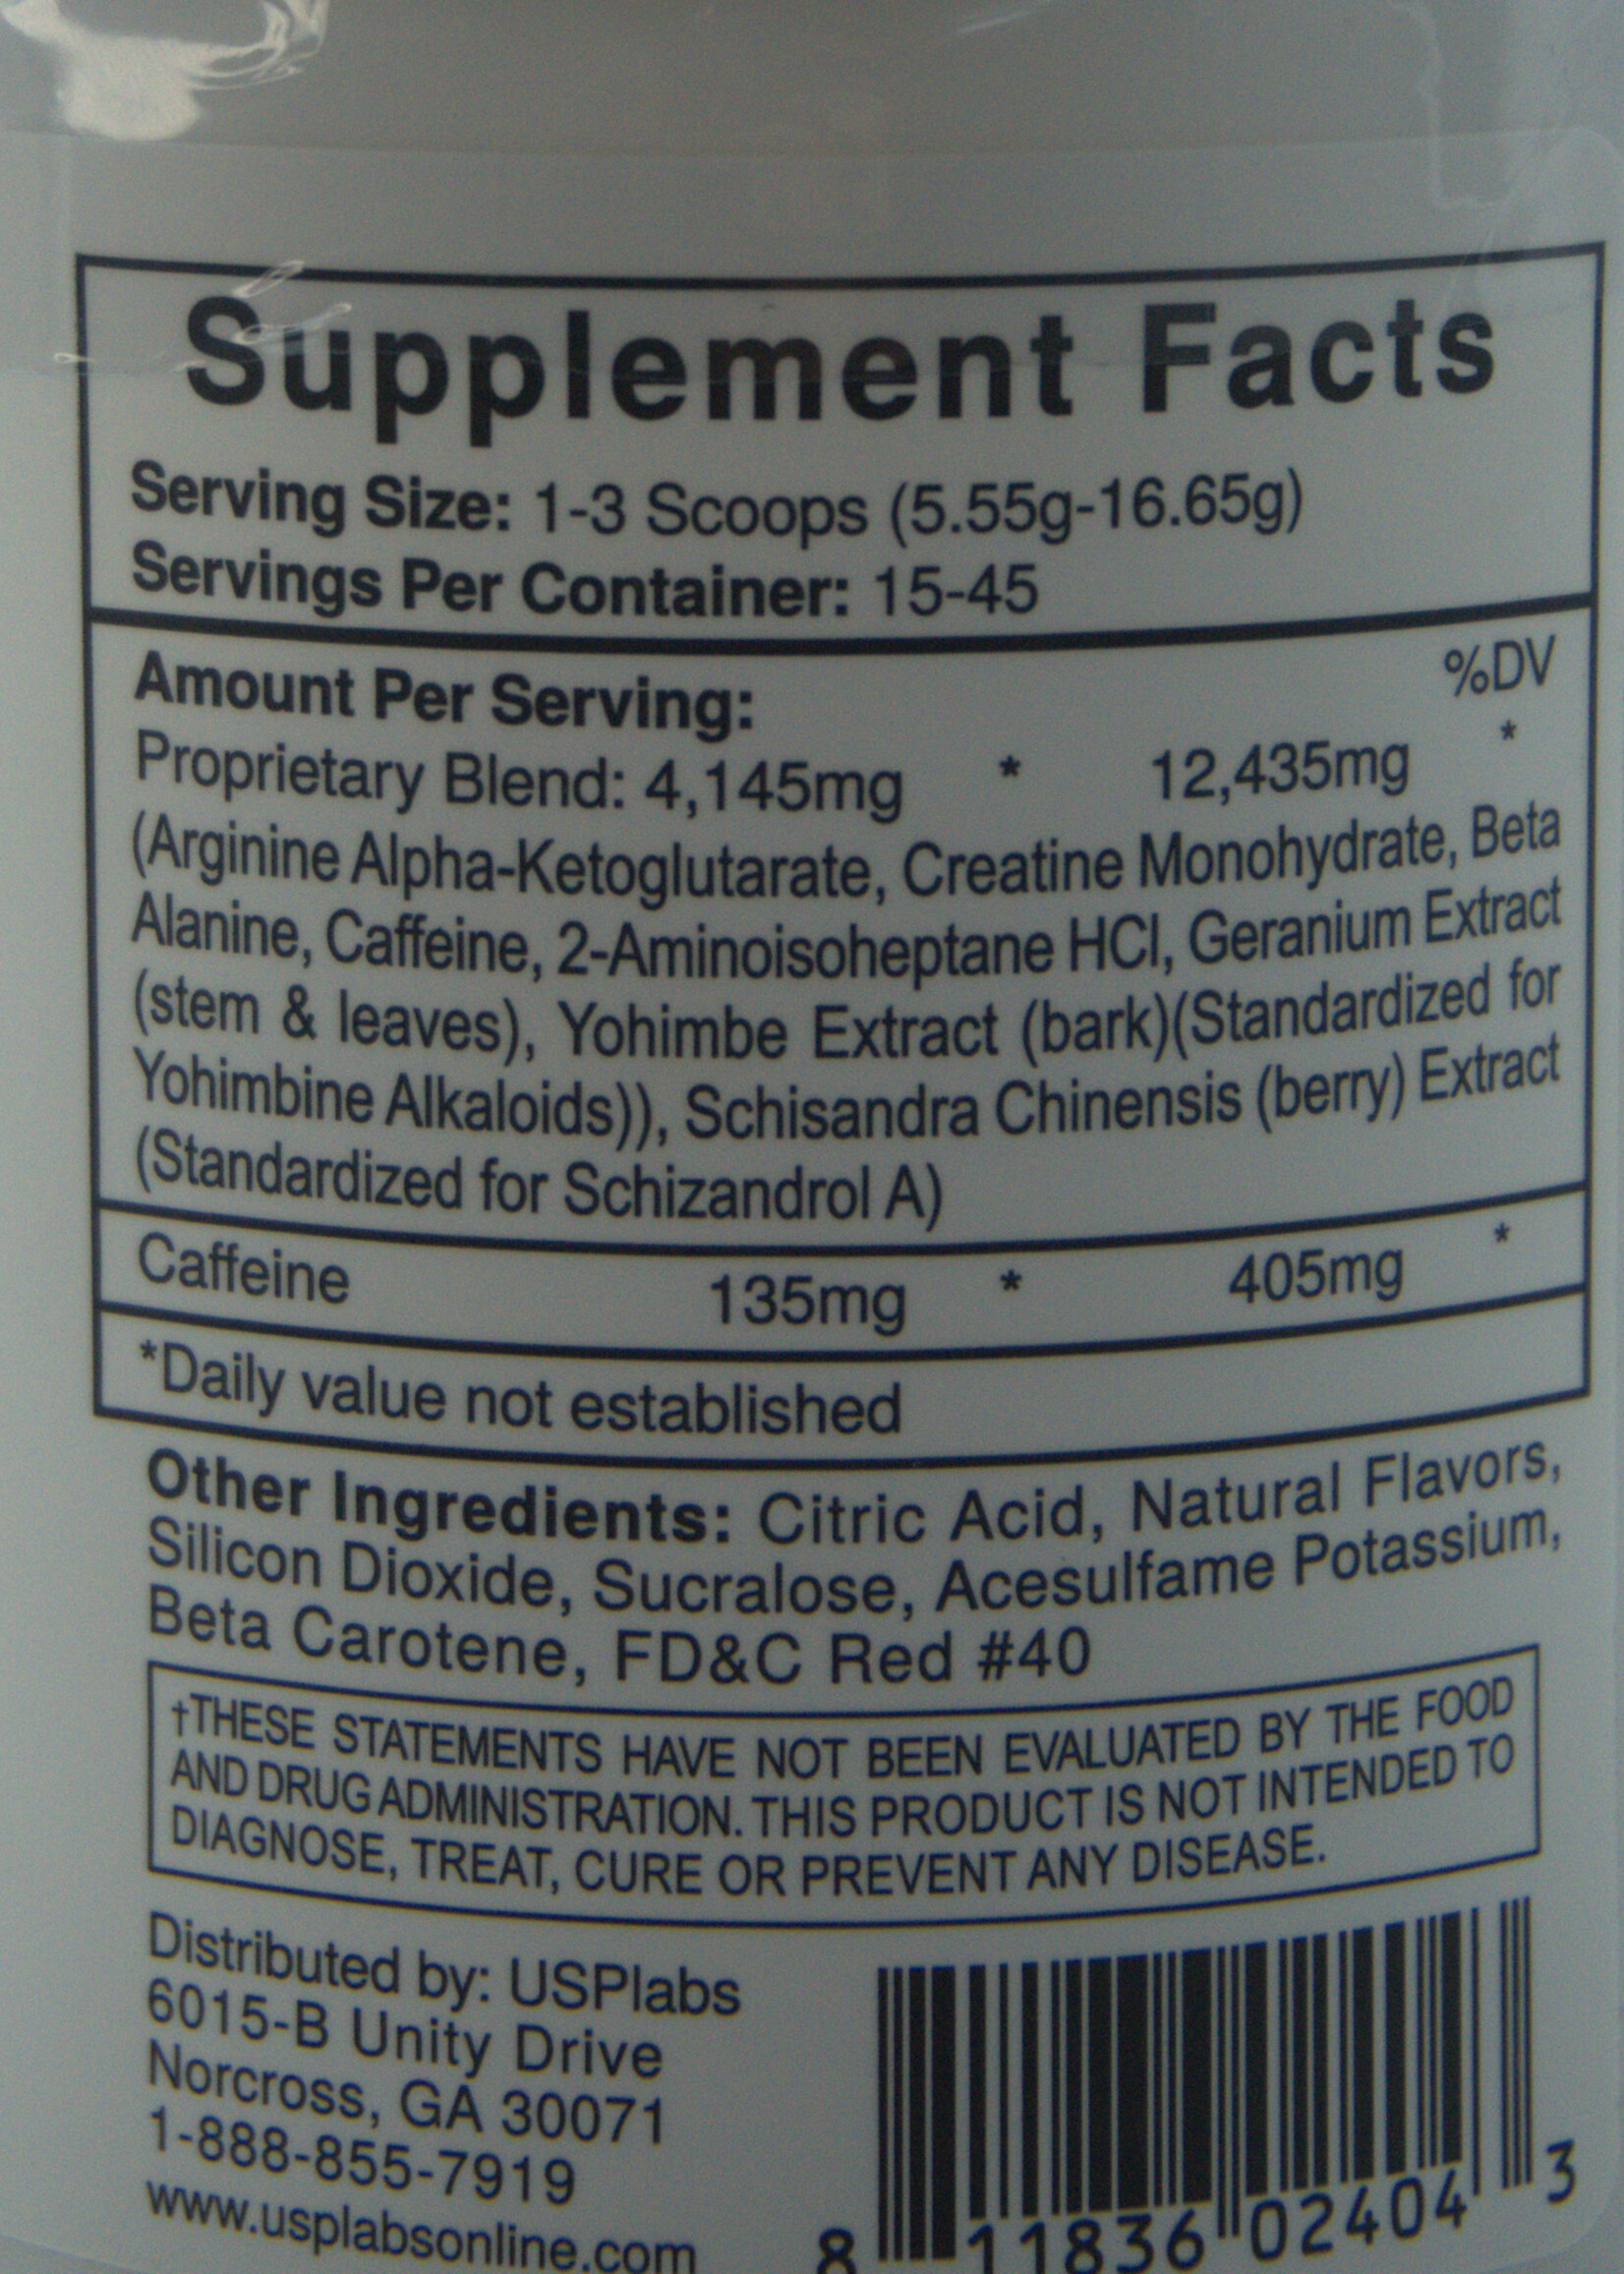 Supplement Facts
Serving Size: 1-3 Scoops (5.55g-16.65g)
Servings Per Container: 15-45
%DV
Amount Per Serving:
Proprietary Blend: 4,145mg * 12,435mg *
(Arginine Alpha-Ketoglutarate, Creatine Monohydrate, Beta
Alanine, Caffeine, 2-Aminoisoheptane HCl, Geranium Extract
(stem & leaves), Yohimbe Extract (bark)(Standardized for
Yohimbine Alkaloids)), Schisandra Chinensis (berry) Extract
(Standardized for Schizandrol A)
Caffeine 135mg * 405mg *
*Daily value not established
Other Ingredients: Citric Acid, Natural Flavors,
Silicon Dioxide, Sucralose, Acesulfame Potassium,
Beta Carotene, FD&C Red #40
†THESE STATEMENTS HAVE NOT BEEN EVALUATED BY THE FOOD
AND DRUG ADMINISTRATION. THIS PRODUCT IS NOT INTENDED TO
DIAGNOSE, TREAT, CURE OR PREVENT ANY DISEASE.
Distributed by: USPlabs
6015-B Unity Drive
Norcross, GA 30071
1-888-855-7919
www.usplabsonline.com
8 11836 02404 3